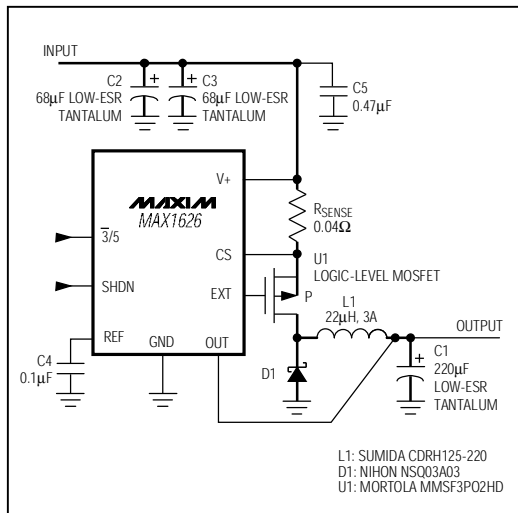 INPUT
C2
68µF LOW-ESR
TANTALUM
+
C3
68µF LOW-ESR
TANTALUM
+
C5
0.47µF
V+
MAXIM
MAX1626
RSENSE
0.04Ω
3/5
CS
U1
LOGIC-LEVEL MOSFET
SHDN
EXT
P
L1
22µH, 3A
OUTPUT
REF
GND
OUT
C4
0.1µF
D1
+
C1
220µF
LOW-ESR
TANTALUM
L1: SUMIDA CDRH125-220
D1: NIHON NSQ03A03
U1: MORTOLA MMSF3PO2HD